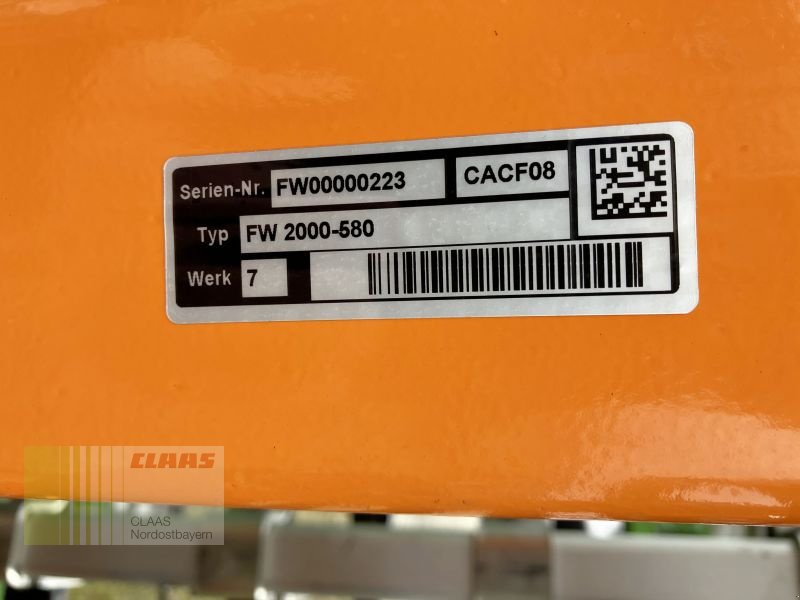 Serien-Nr. FW00000223 CACF08
Typ FW 2000-580
Werk 7
CLAAS
CLAAS
Nordostbayern